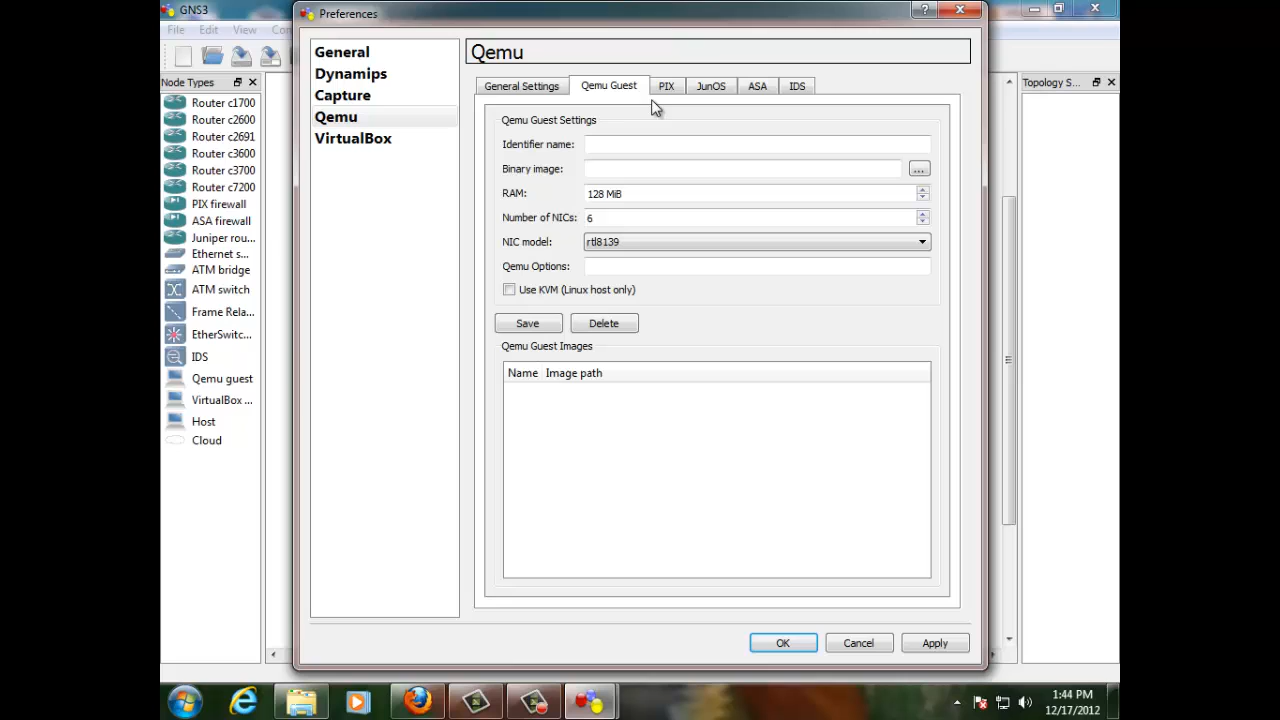 GNS3
File Edit View Con
Node Types
Router c1700
Router c2600
Router c2691
Router c3600
Router c3700
Router c7200
PIX firewall
ASA firewall
Juniper rou...
Ethernet s...
ATM bridge
ATM switch
Frame Rela...
EtherSwitc...
IDS
Qemu guest
VirtualBox ...
Host
Cloud
Preferences
General
Dynamips
Capture
Qemu
VirtualBox
Qemu
General Settings Qemu Guest PIX JunOS ASA IDS
Qemu Guest Settings
Identifier name:
Binary image: ...
RAM: 128 MiB
Number of NICs: 6
NIC model: rtl8139
Qemu Options:
Use KVM (Linux host only)
Save Delete
Qemu Guest Images
Name Image path
OK Cancel Apply
Topology S...
1:44 PM
12/17/2012